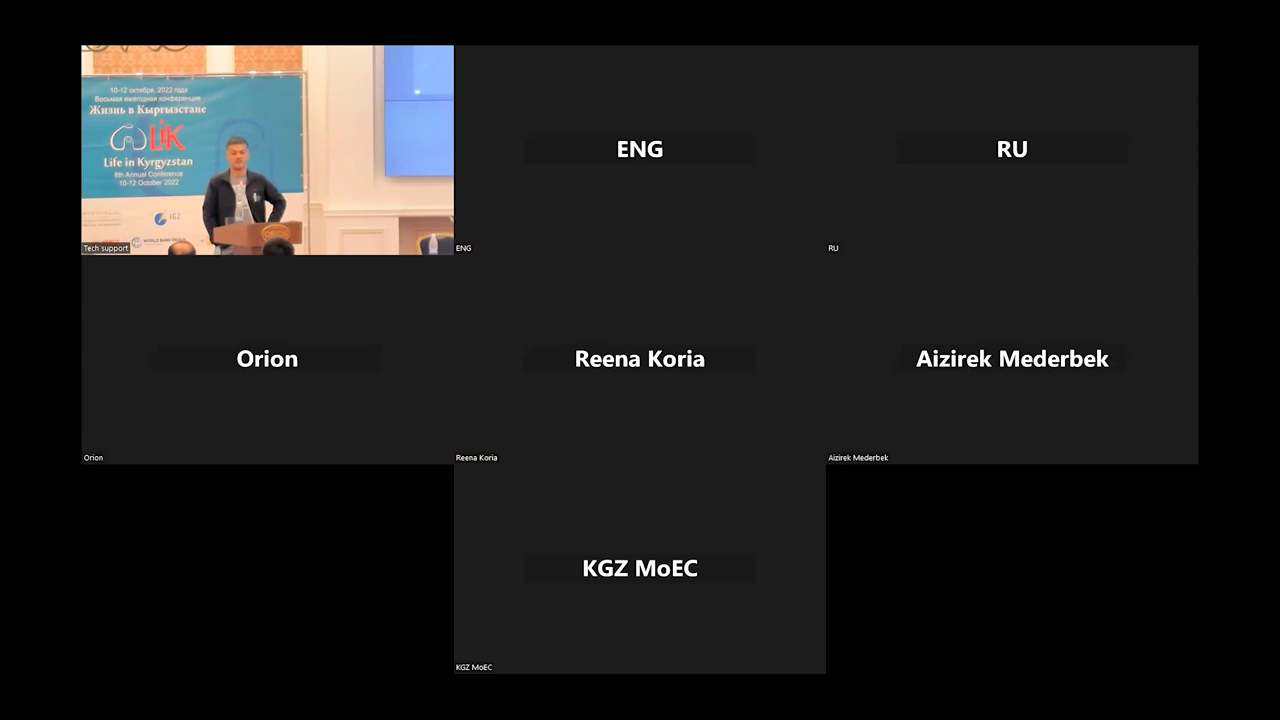 10-12 октября, 2022 года
Восьмая ежегодная конференция
Жизнь в Кыргызстане
LiK
Life in Kyrgyzstan
8th Annual Conference
10-12 October 2022
IGZ
WORLD BANK GROUP
Tech support
ENG
ENG
RU
RU
Orion
Orion
Reena Koria
Reena Koria
Aizirek Mederbek
Aizirek Mederbek
KGZ MoEC
KGZ MoEC